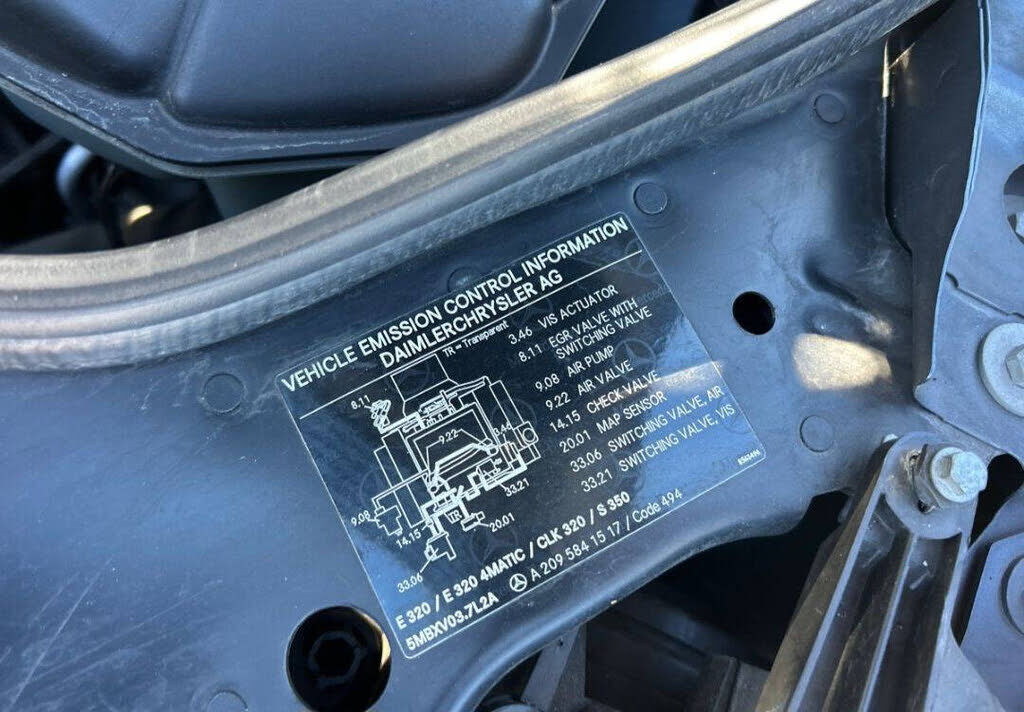 VEHICLE EMISSION CONTROL INFORMATION
DAIMLERCHRYSLER AG
TR = Transparent
3.46 VIS ACTUATOR
8.11 EGR VALVE WITH
SWITCHING VALVE
9.08 AIR PUMP
9.22 AIR VALVE
14.15 CHECK VALVE
20.01 MAP SENSOR
33.06 SWITCHING VALVE, AIR
33.21 SWITCHING VALVE, VIS
8.11
9.22
3.46
33.21
9.08
TR
20.01
14.15
33.06
E 320 / E 320 4MATIC / CLK 320 / S 350
5MBXV03.7L2A
A 209 584 15 17 / Code 494